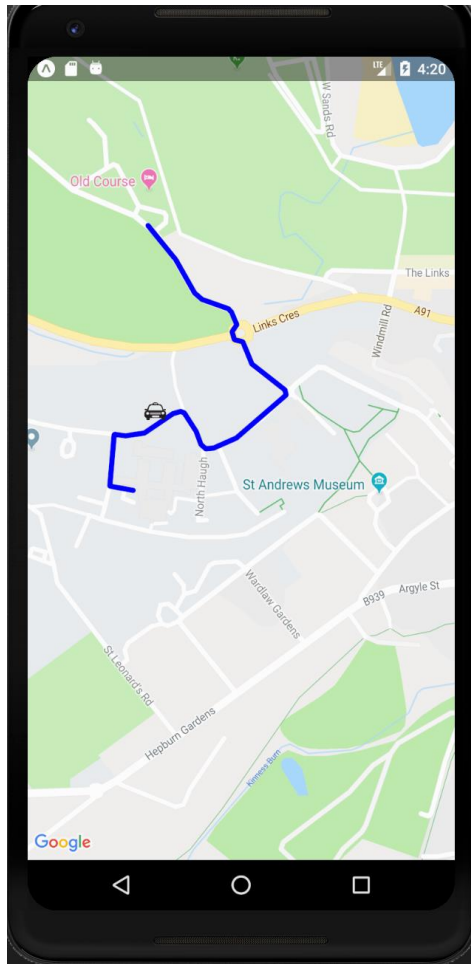 LTE
4:20
W Sands Rd
Old Course
The Links
Links Cres
A91
Windmill Rd
North Haugh
St Andrews Museum
Wardlaw Gardens
B939
Argyle St
St Leonard's Rd
Hepburn Gardens
Kinness Burn
Google